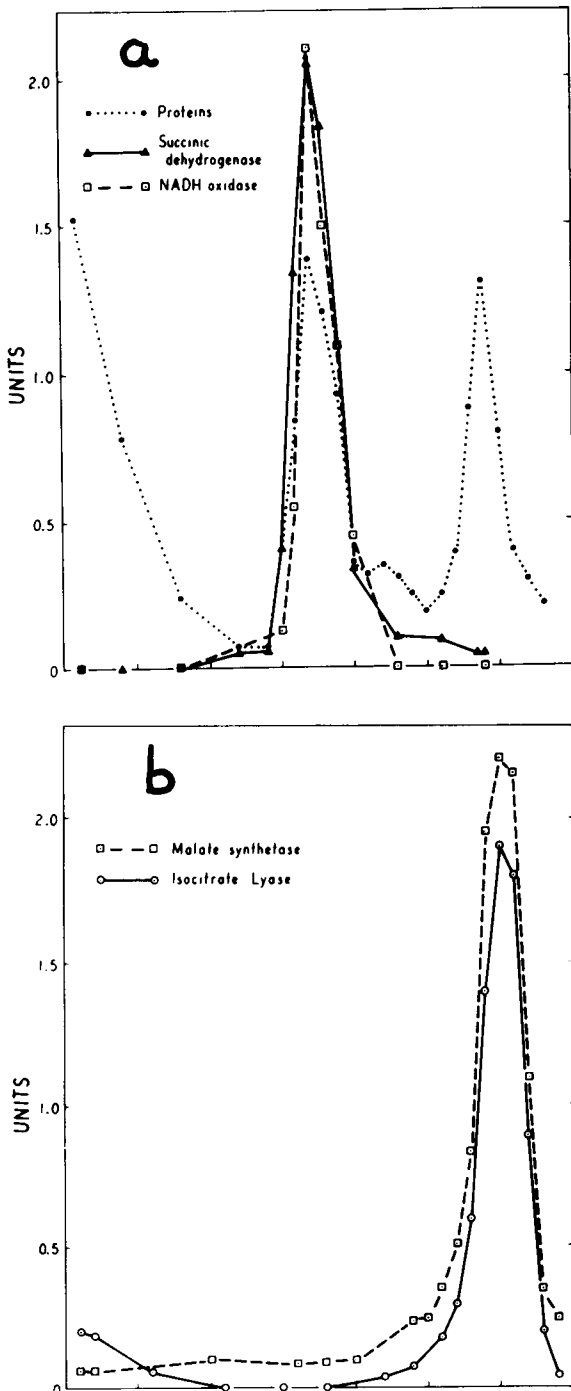 a
2.0
Proteins
Succinic
dehydrogenase
NADH oxidase
1.5
1.0
UNITS
0.5
0
b
2.0
Malate synthetase
Isocitrate Lyase
1.5
1.0
UNITS
0.5
0